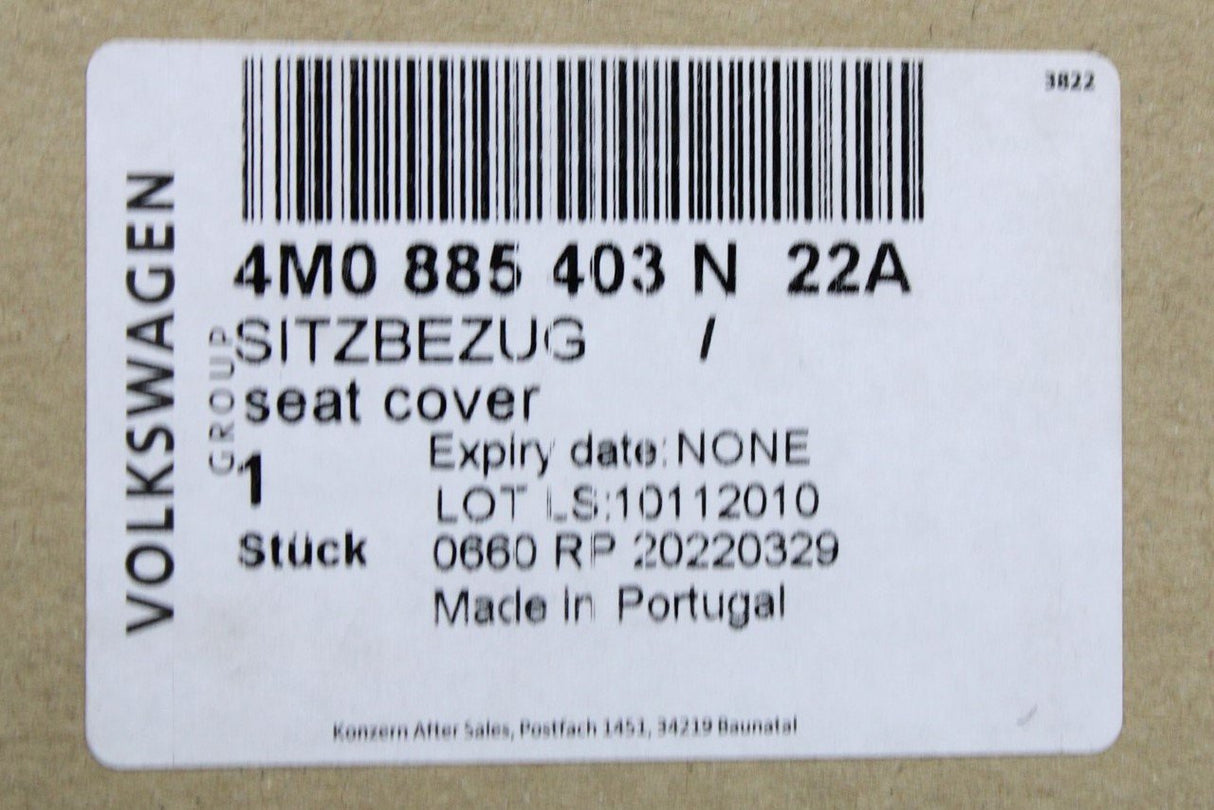 3822
VOLKSWAGEN
GROUP
4M0 885 403 N 22A
SITZBEZUG /
seat cover
1
Stück
Expiry date: NONE
LOT LS:10112010
0660 RP 20220329
Made in Portugal
Konzern After Sales, Postfach 1451, 34219 Baunatal